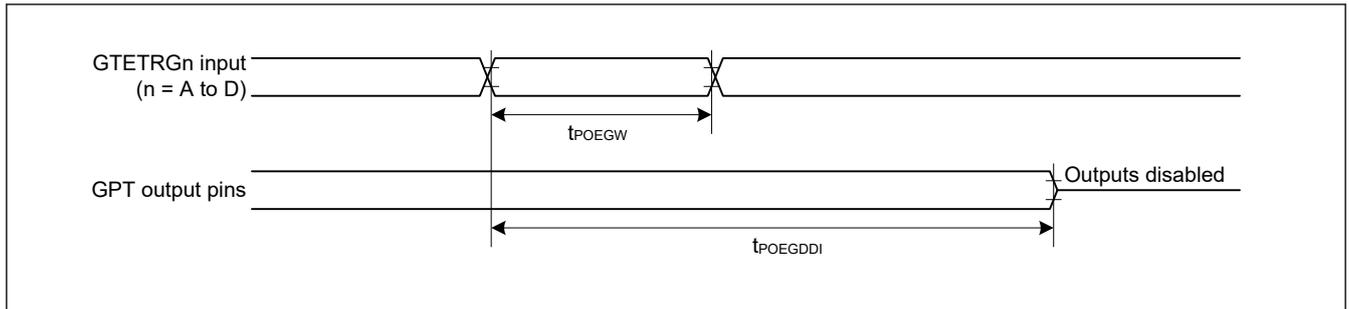 GTETRGn input
(n = A to D)
tPOEGW
GPT output pins
Outputs disabled
tPOEGDDI